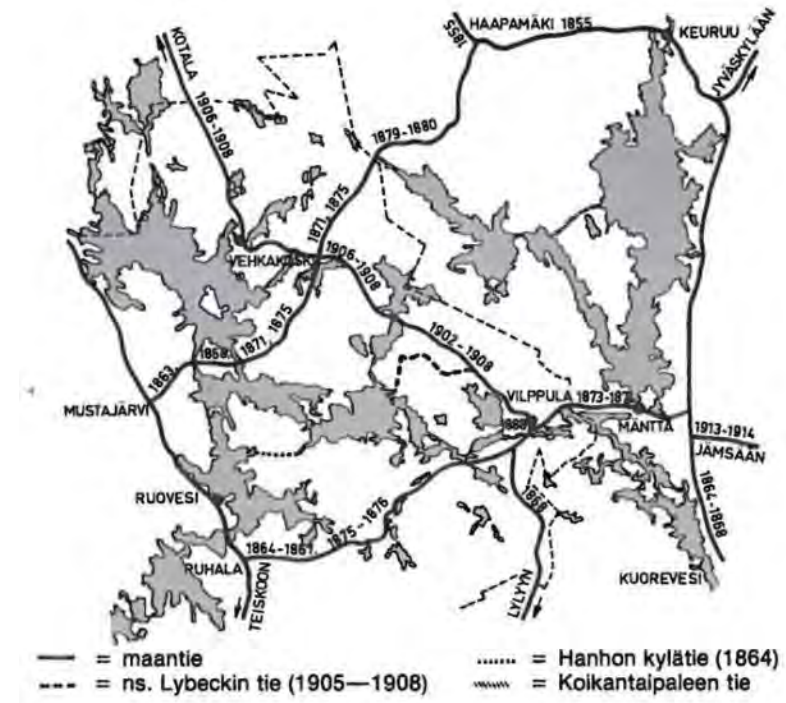 HAAPAMÄKI 1855
1855
KEURUU
JYVÄSKYLÄÄN
KOTALA 1906-1908
1879-1880
1871, 1875
VEHKAKOSKI
1906-1908
1902-1908
1871, 1875
1858
1863
MUSTAJÄRVI
VILPPULA 1873-187
MÄNTTÄ
1913-1914
JÄMSÄÄN
1864-1868
RUOVESI
1868
1875-1876
1864-1867
RUHALA
TEISKOON
LYLYYN
KUOREVESI
= maantie
= ns. Lybeckin tie (1905—1908)
= Hanhon kylätie (1864)
= Koikantaipaleen tie